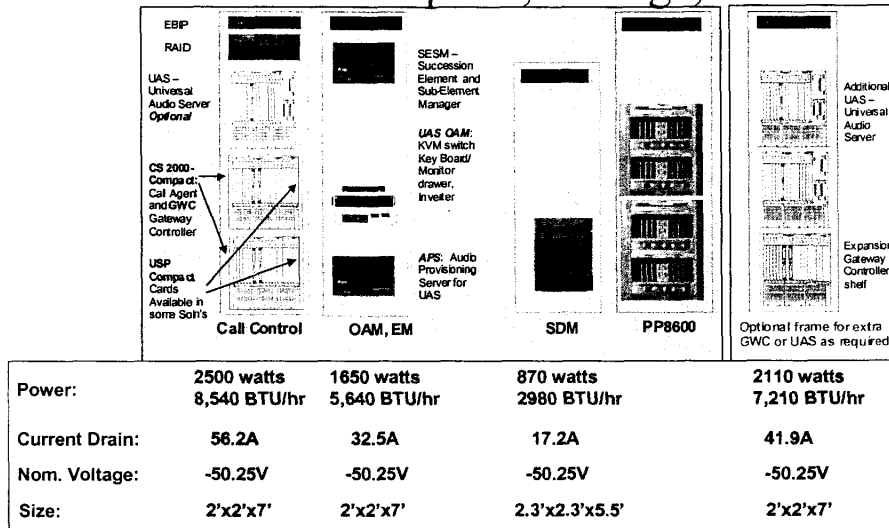 EBIP
RAID
UAS –
Universal
Audio Server
Optional
CS 2000 -
Compact:
Call Agent
and GWC
Gateway
Controller
USP
Compact
Cards
Available in
some Soln's
Call Control
OAM, EM
SESM –
Succession
Element and
Sub-Element
Manager
UAS OAM:
KVM switch
Key Board/
Monitor
drawer,
Inverter
APS: Audio
Provisioning
Server for
UAS
SDM
PP8600
Additional
UAS –
Universal
Audio
Server
Expansion
Gateway
Controller
shelf
Optional frame for extra
GWC or UAS as required
Power: 2500 watts 1650 watts 870 watts 2110 watts
8,540 BTU/hr 5,640 BTU/hr 2980 BTU/hr 7,210 BTU/hr
Current Drain: 56.2A 32.5A 17.2A 41.9A
Nom. Voltage: -50.25V -50.25V -50.25V -50.25V
Size: 2'x2'x7' 2'x2'x7' 2.3'x2.3'x5.5' 2'x2'x7'